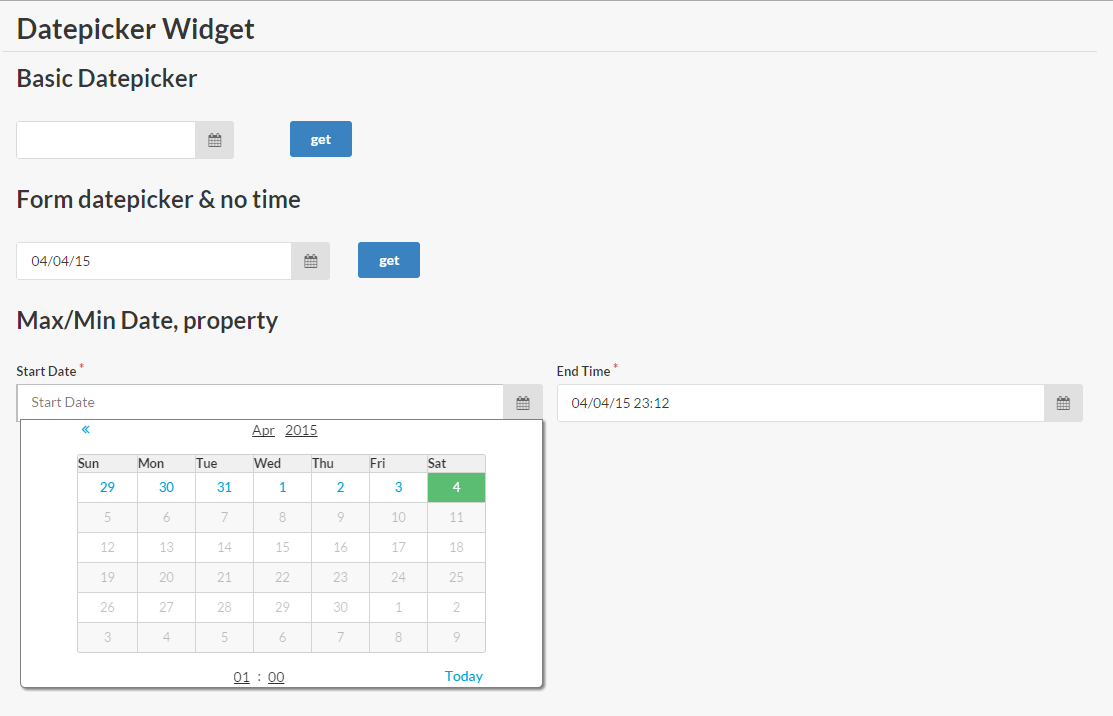 Datepicker Widget
Basic Datepicker
get
Form datepicker & no time
04/04/15
get
Max/Min Date, property
Start Date *
End Time *
Start Date
04/04/15 23:12
« Apr 2015
Sun Mon Tue Wed Thu Fri Sat
29 30 31 1 2 3 4
5 6 7 8 9 10 11
12 13 14 15 16 17 18
19 20 21 22 23 24 25
26 27 28 29 30 1 2
3 4 5 6 7 8 9
01 : 00 Today